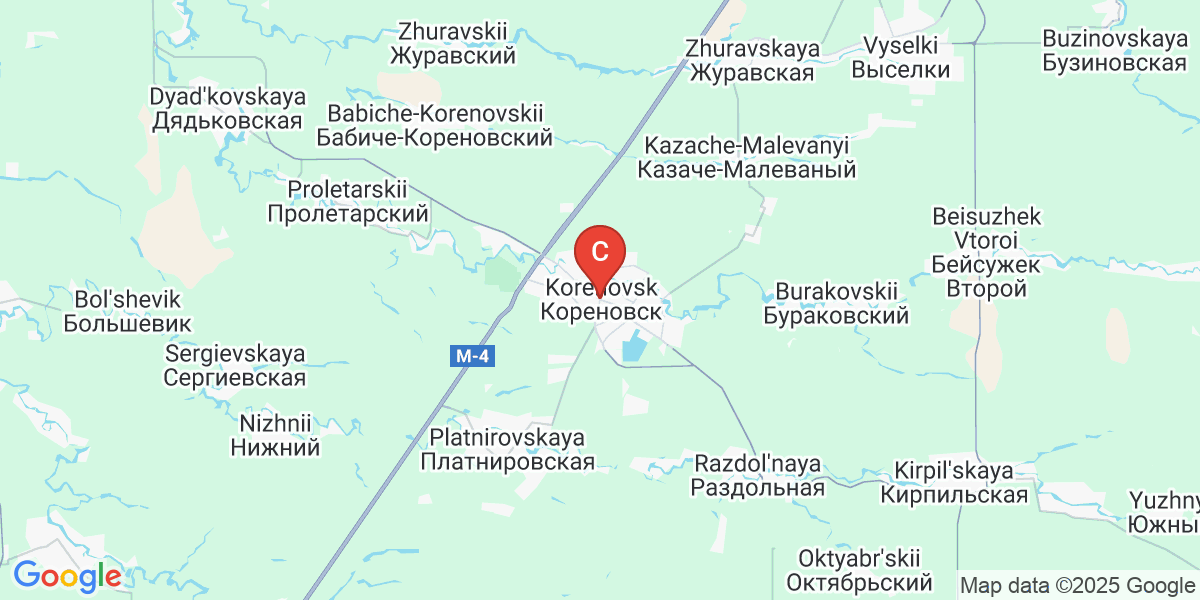 Zhuravskii
Журавский
Zhuravskaya
Журавская
Vyselki
Выселки
Buzinovskaya
Бузиновская
Dyad'kovskaya
Дядьковская
Babiche-Korenovskii
Бабиче-Кореновский
Kazache-Malevanyi
Казаче-Малеваный
Proletarskii
Пролетарский
Beisuzhek
Vtoroi
Бейсужек
Второй
C
Korenovsk
Кореновск
Bol'shevik
Большевик
Burakovskii
Бураковский
M-4
Sergievskaya
Сергиевская
Nizhnii
Нижний
Platnirovskaya
Платнировская
Razdol'naya
Раздольная
Kirpil'skaya
Кирпильская
Yuzhny
Южны
Oktyabr'skii
Октябрьский
Google
Map data ©2025 Google